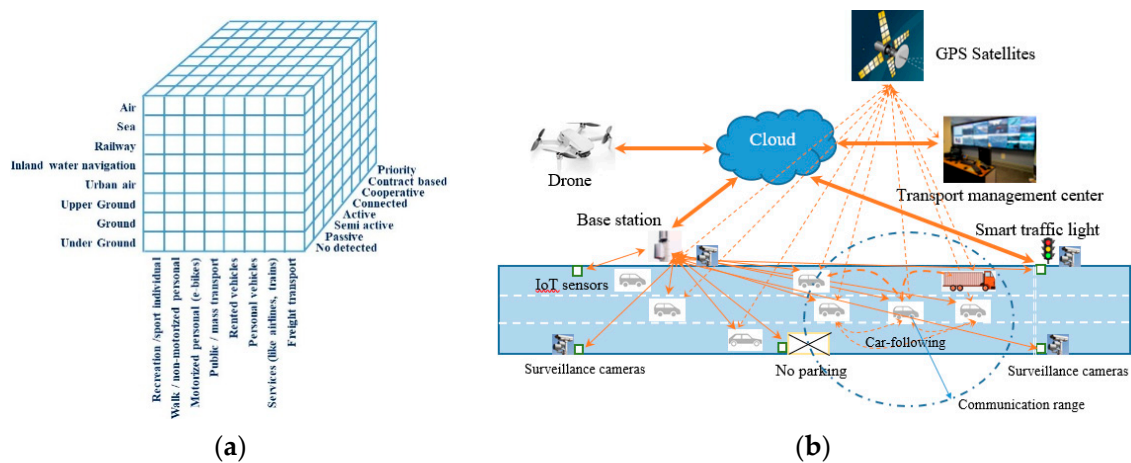 Air
Sea
Railway
Inland water navigation
Urban air
Upper Ground
Ground
Under Ground
Priority
Contract based
Cooperative
Connected
Active
Semi active
Passive
No detected
Recreation /sport individual
Walk / non-motorized personal
Motorized personal (e-bikes)
Public / mass transport
Rented vehicles
Personal vehicles
Services (like airlines, trains)
Freight transport
(a)
GPS Satellites
Cloud
Drone
Transport management center
Base station
Smart traffic light
IoT sensors
Car-following
Surveillance cameras
No parking
Surveillance cameras
Communication range
(b)